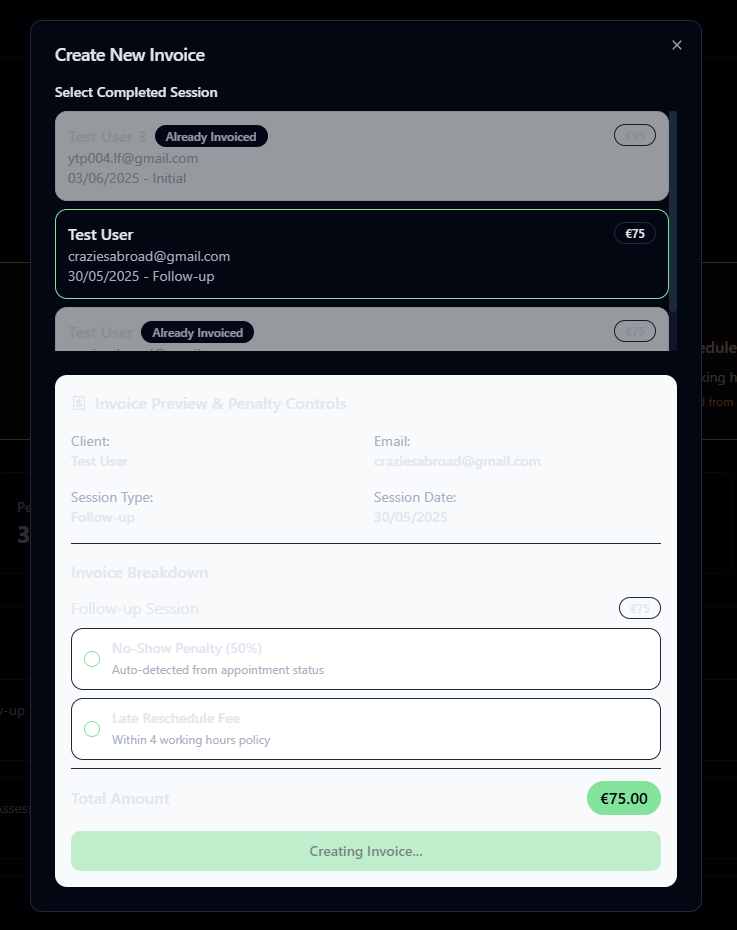 Create New Invoice
Select Completed Session
Test User 3 Already Invoiced €95
ytp004.lf@gmail.com
03/06/2025 - Initial
Test User €75
craziesabroad@gmail.com
30/05/2025 - Follow-up
Test User Already Invoiced €75
Invoice Preview & Penalty Controls
Client: Email:
Test User craziesabroad@gmail.com
Session Type: Session Date:
Follow-up 30/05/2025
Invoice Breakdown
Follow-up Session €75
No-Show Penalty (50%)
Auto-detected from appointment status
Late Reschedule Fee
Within 4 working hours policy
Total Amount €75.00
Creating Invoice...